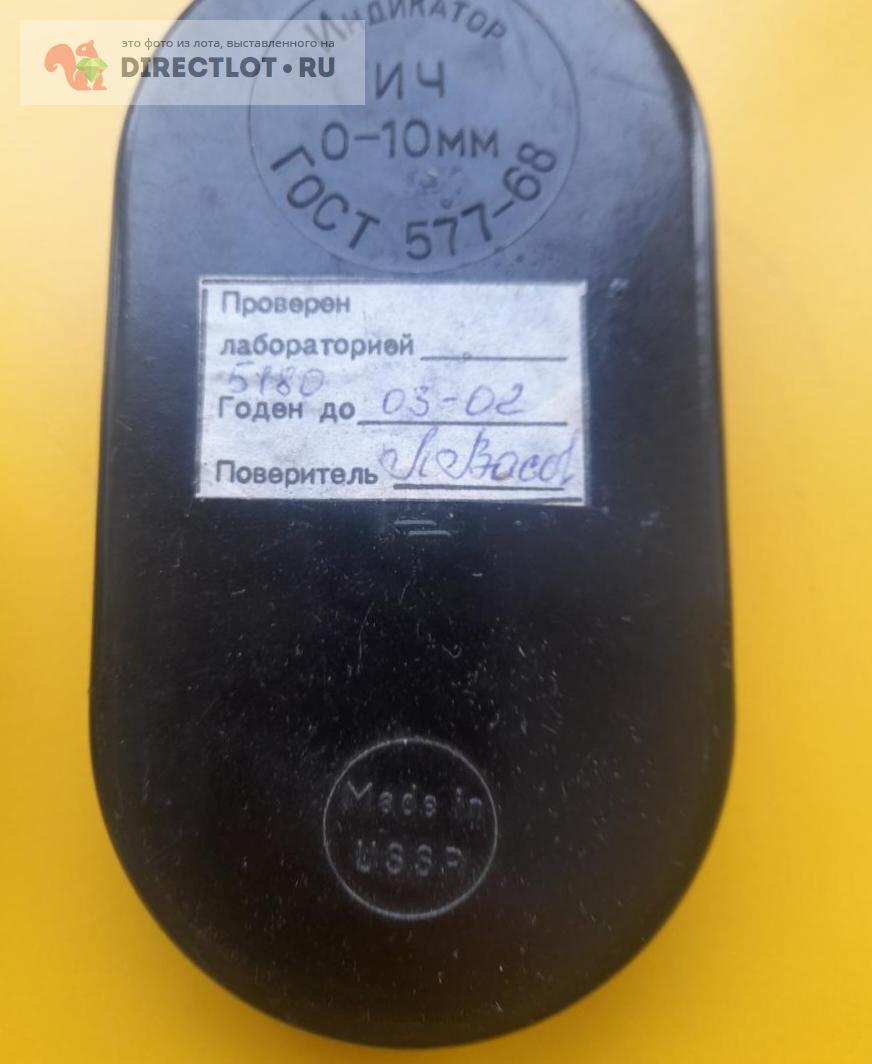 это фото из лота, выставленного на
DIRECTLOT•RU
Индикатор
ИЧ
0-10мм
ГОСТ 577-68
Проверен
лабораторией
5180
Годен до 03-02
Поверитель
Made in
USSR